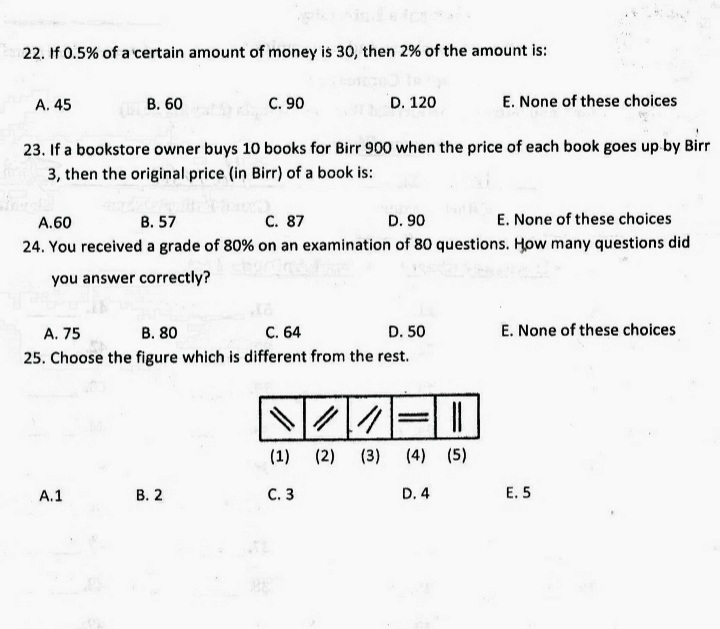 22. If 0.5% of a certain amount of money is 30, then 2% of the amount is:
A. 45 B. 60 C. 90 D. 120 E. None of these choices
23. If a bookstore owner buys 10 books for Birr 900 when the price of each book goes up by Birr
3, then the original price (in Birr) of a book is:
A.60 B. 57 C. 87 D. 90 E. None of these choices
24. You received a grade of 80% on an examination of 80 questions. How many questions did
you answer correctly?
A. 75 B. 80 C. 64 D. 50 E. None of these choices
25. Choose the figure which is different from the rest.
(1) (2) (3) (4) (5)
A.1 B. 2 C. 3 D. 4 E. 5